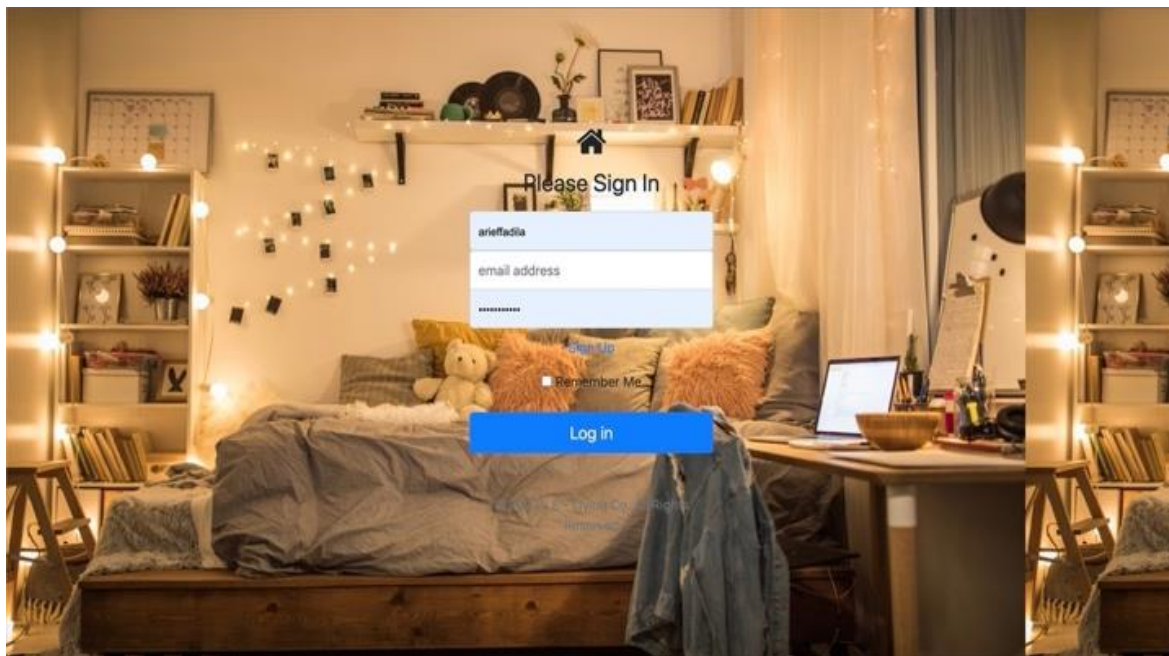 Please Sign In
arieffadila
email address
Sign Up
Remember Me
Log in